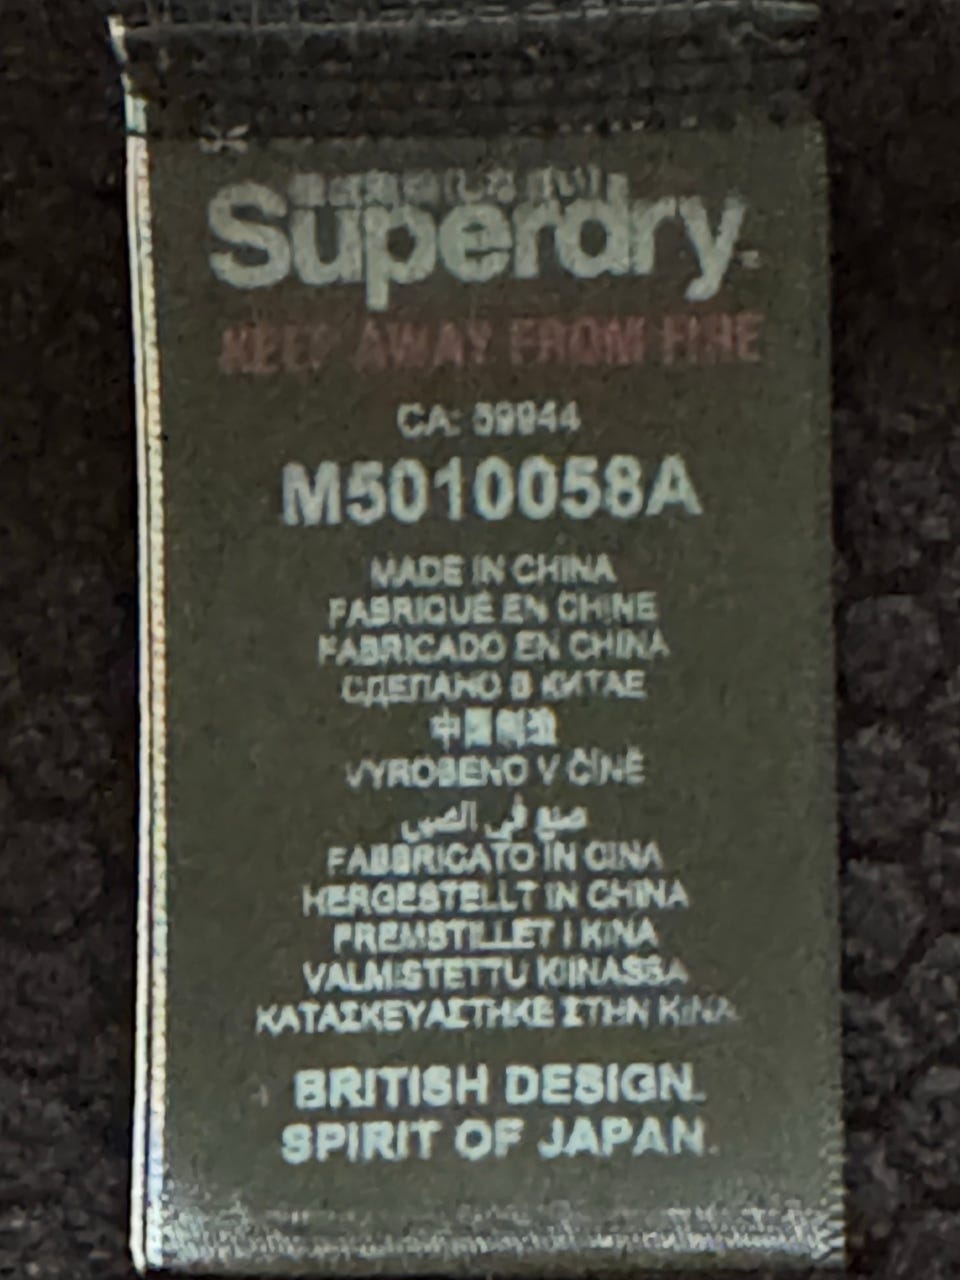 Superdry.
KEEP AWAY FROM FIRE
CA: 59944
M5010058A
MADE IN CHINA
FABRIQUÉ EN CHINE
FABRICADO EN CHINA
СДЕЛАНО В КИТАЕ
中国制造
VYROBENO V ČÍNĚ
صنع في الصين
FABBRICATO IN CINA
HERGESTELLT IN CHINA
FREMSTILLET I KINA
VALMISTETTU KIINASSA
ΚΑΤΑΣΚΕΥΑΣΤΗΚΕ ΣΤΗΝ ΚΙΝΑ
BRITISH DESIGN.
SPIRIT OF JAPAN.